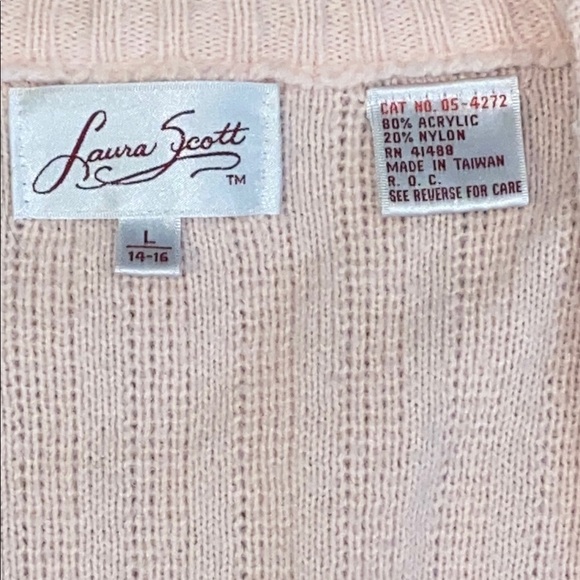 Laura Scott
TM
L
14-16
CAT NO. 05-4272
80% ACRYLIC
20% NYLON
RN 41488
MADE IN TAIWAN
R. O. C.
SEE REVERSE FOR CARE